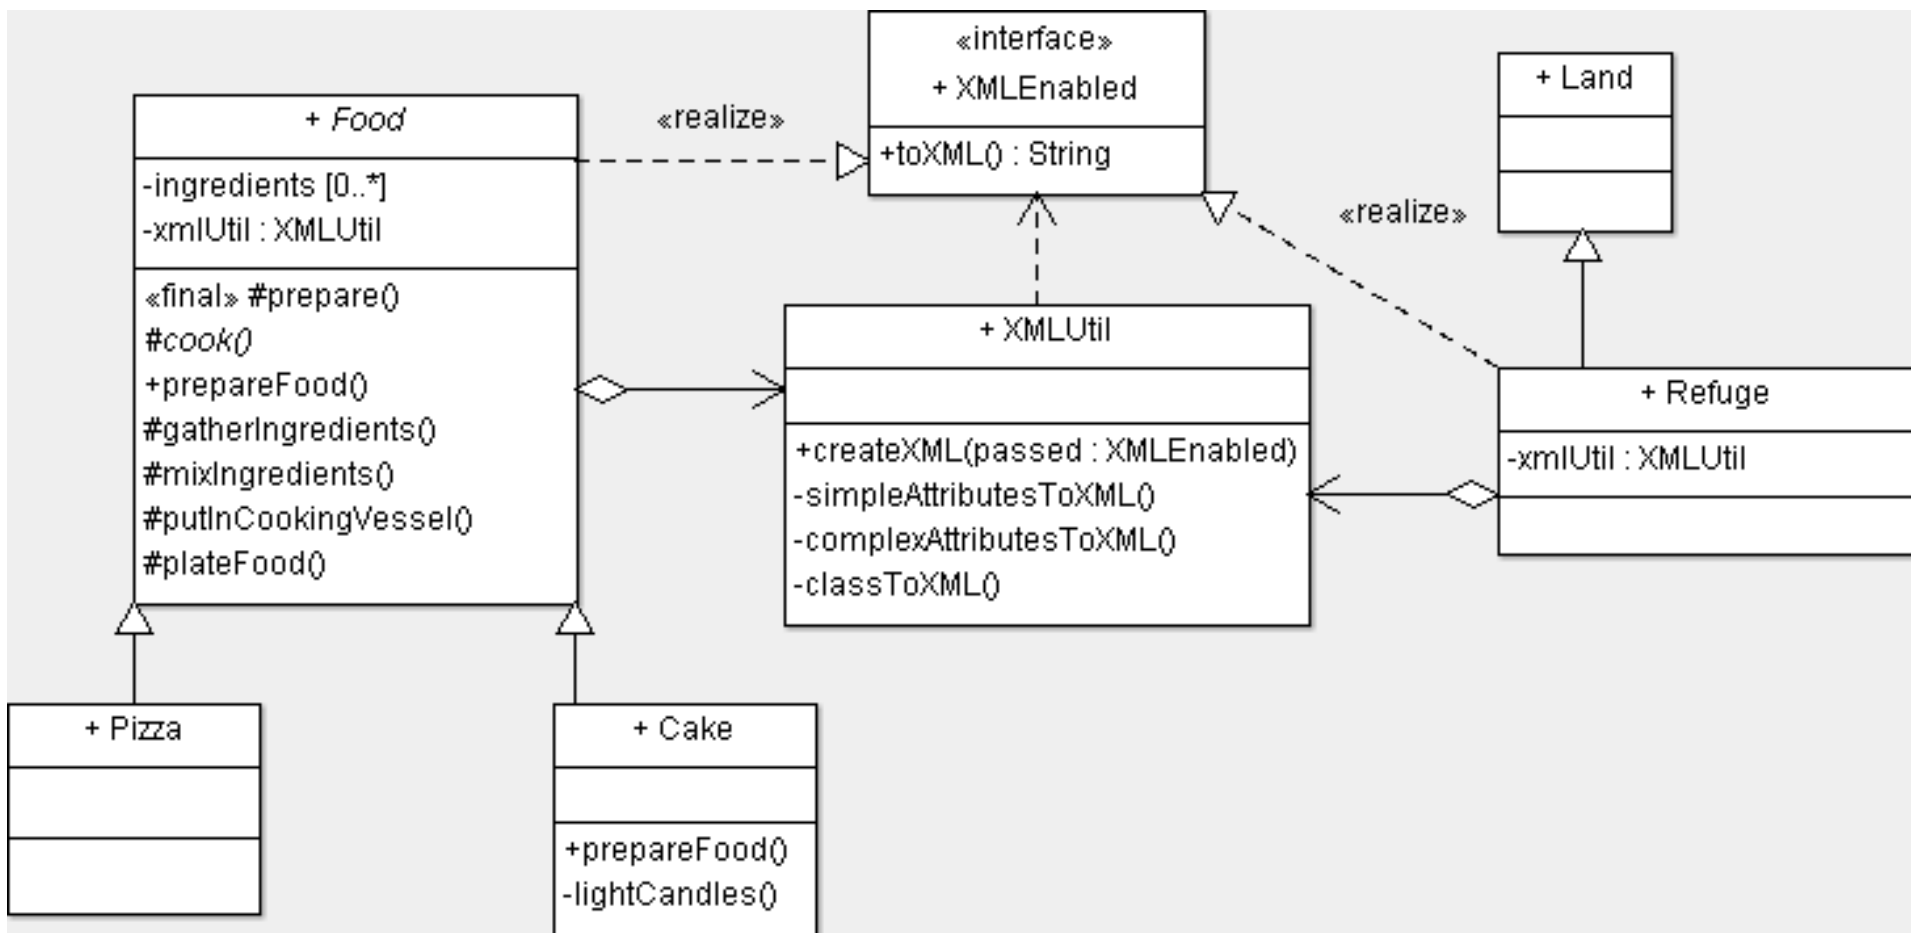 «interface»
+ XMLEnabled
+toXML() : String
+ Land
+ Food
-ingredients [0..*]
-xmlUtil : XMLUtil
«final» #prepare()
#cook()
+prepareFood()
#gatherIngredients()
#mixIngredients()
#putInCookingVessel()
#plateFood()
«realize»
«realize»
+ XMLUtil
+createXML(passed : XMLEnabled)
-simpleAttributesToXML()
-complexAttributesToXML()
-classToXML()
+ Refuge
-xmlUtil : XMLUtil
+ Pizza
+ Cake
+prepareFood()
-lightCandles()